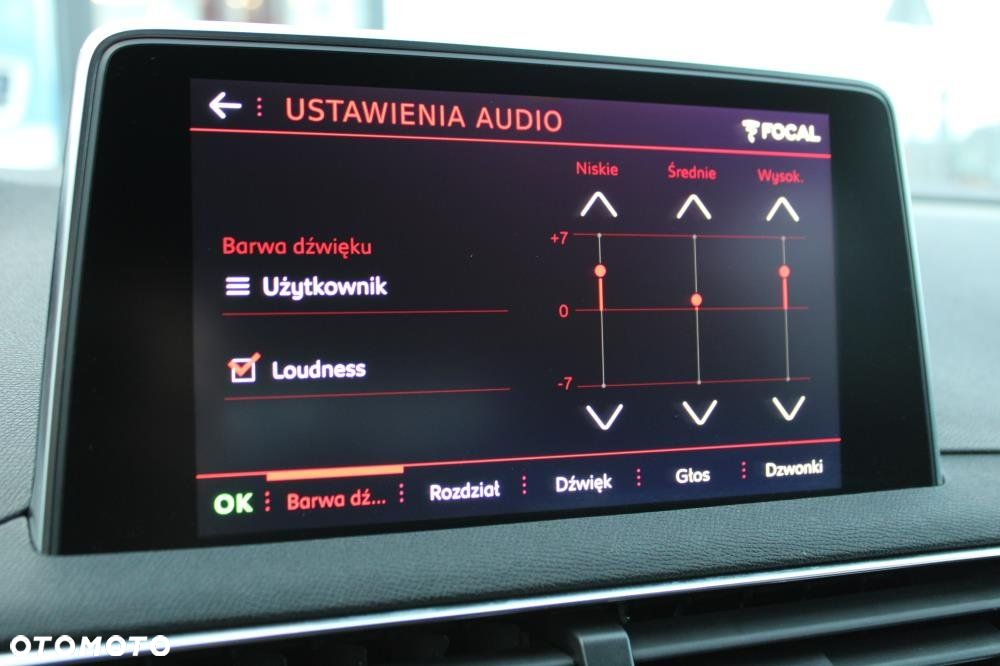 USTAWIENIA AUDIO
FOCAL
Niskie Średnie Wysok.
+7
Barwa dźwięku
Użytkownik
0
Loudness
-7
OK Barwa dź... Rozdział Dźwięk Głos Dzwonki
OTOMOTO